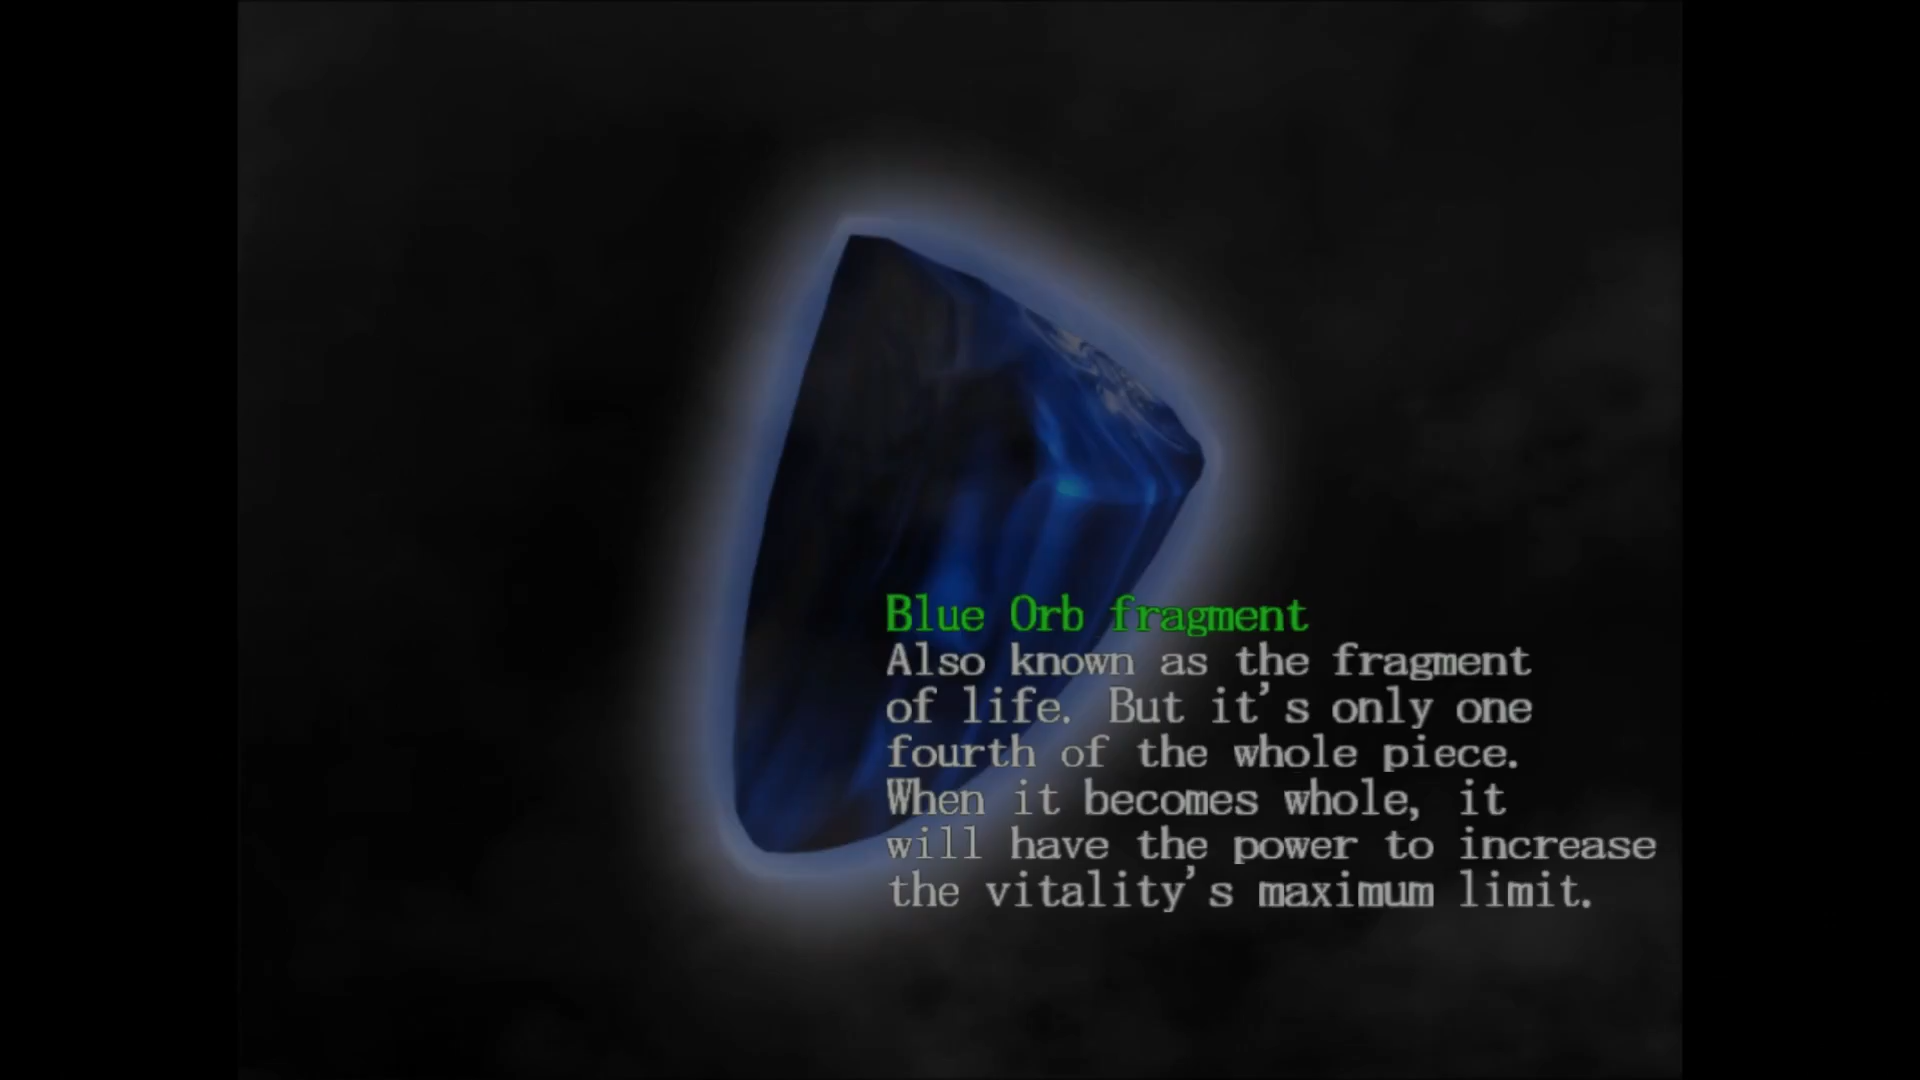 Blue Orb fragment
Also known as the fragment
of life. But it's only one
fourth of the whole piece.
When it becomes whole, it
will have the power to increase
the vitality's maximum limit.